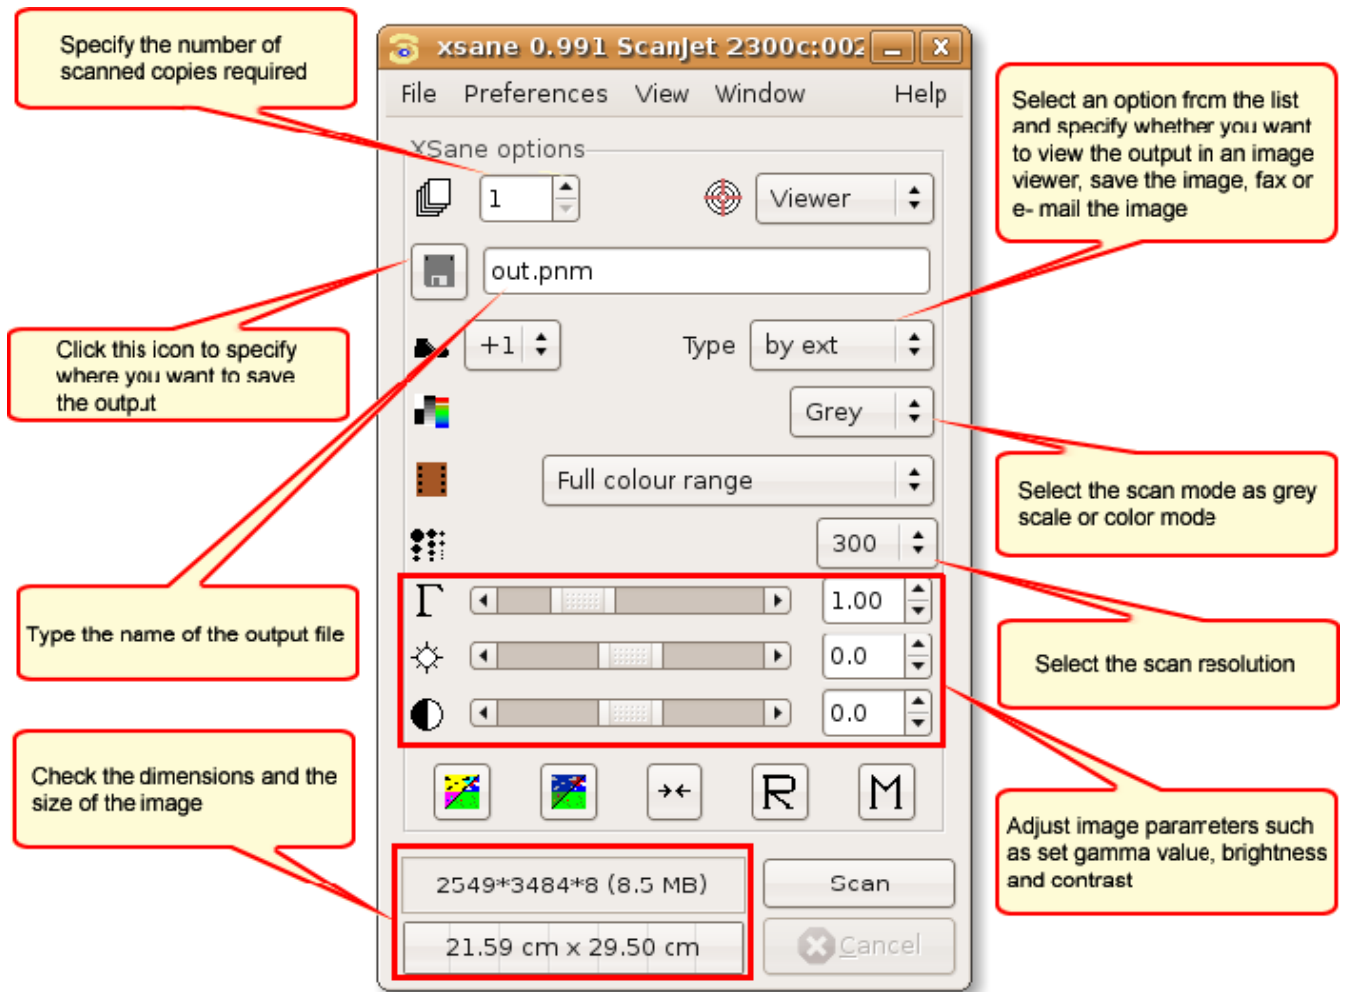 Specify the number of
scanned copies required
xsane 0.991 ScanJet 2300c:002
File Preferences View Window Help
XSane options
1 Viewer
Select an option from the list
and specify whether you want
to view the output in an image
viewer, save the image, fax or
e- mail the image
out.pnm
Click this icon to specify
where you want to save
the output
+1 Type by ext
Grey
Full colour range
Select the scan mode as grey
scale or color mode
300
Type the name of the output file
Γ 1.00
0.0
0.0
Select the scan resolution
Check the dimensions and the
size of the image
R M
Adjust image parameters such
as set gamma value, brightness
and contrast
2549*3484*8 (8.5 MB) Scan
21.59 cm x 29.50 cm Cancel